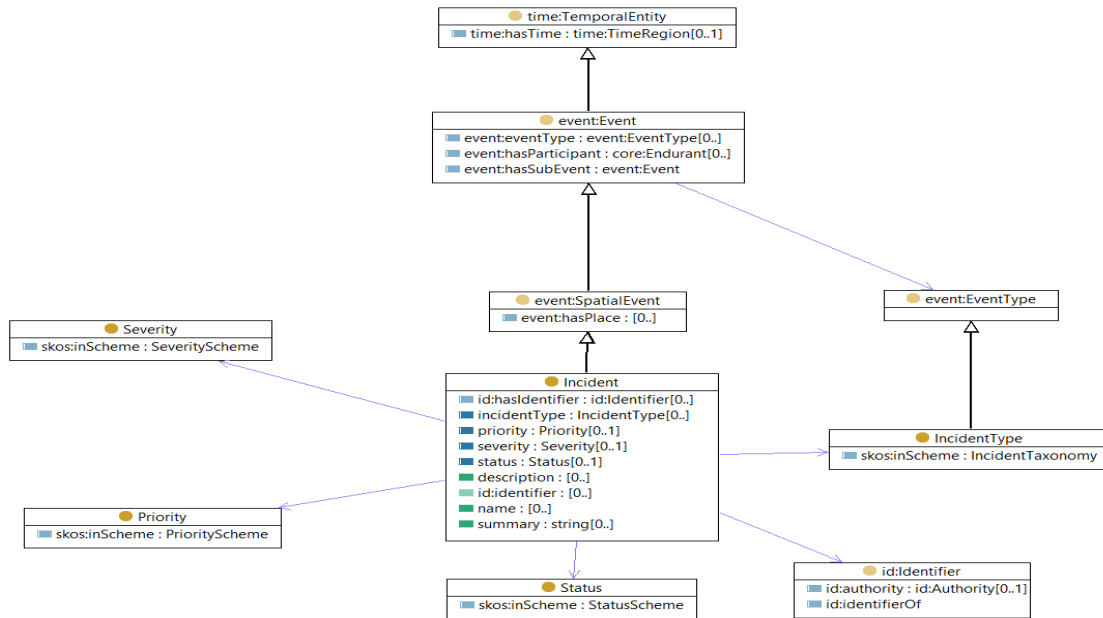 time:TemporalEntity
time:hasTime : time:TimeRegion[0..1]
event:Event
event:eventType : event:EventType[0..]
event:hasParticipant : core:Endurant[0..]
event:hasSubEvent : event:Event
event:SpatialEvent
event:hasPlace : [0..]
event:EventType
Severity
skos:inScheme : SeverityScheme
Incident
id:hasIdentifier : id:Identifier[0..]
incidentType : IncidentType[0..]
priority : Priority[0..1]
severity : Severity[0..1]
status : Status[0..1]
description : [0..]
id:identifier : [0..]
name : [0..]
summary : string[0..]
IncidentType
skos:inScheme : IncidentTaxonomy
Priority
skos:inScheme : PriorityScheme
Status
skos:inScheme : StatusScheme
id:Identifier
id:authority : id:Authority[0..1]
id:identifierOf